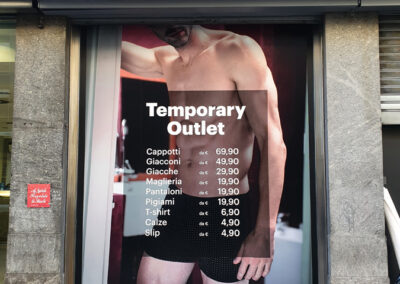 Temporary
Outlet
Cappotti da € 69,90
Giacconi da € 49,90
Giacche da € 29,90
Maglieria da € 19,90
Pantaloni da € 19,90
Pigiami da € 19,90
T-shirt da € 6,90
Calze da € 4,90
Slip da € 4,90